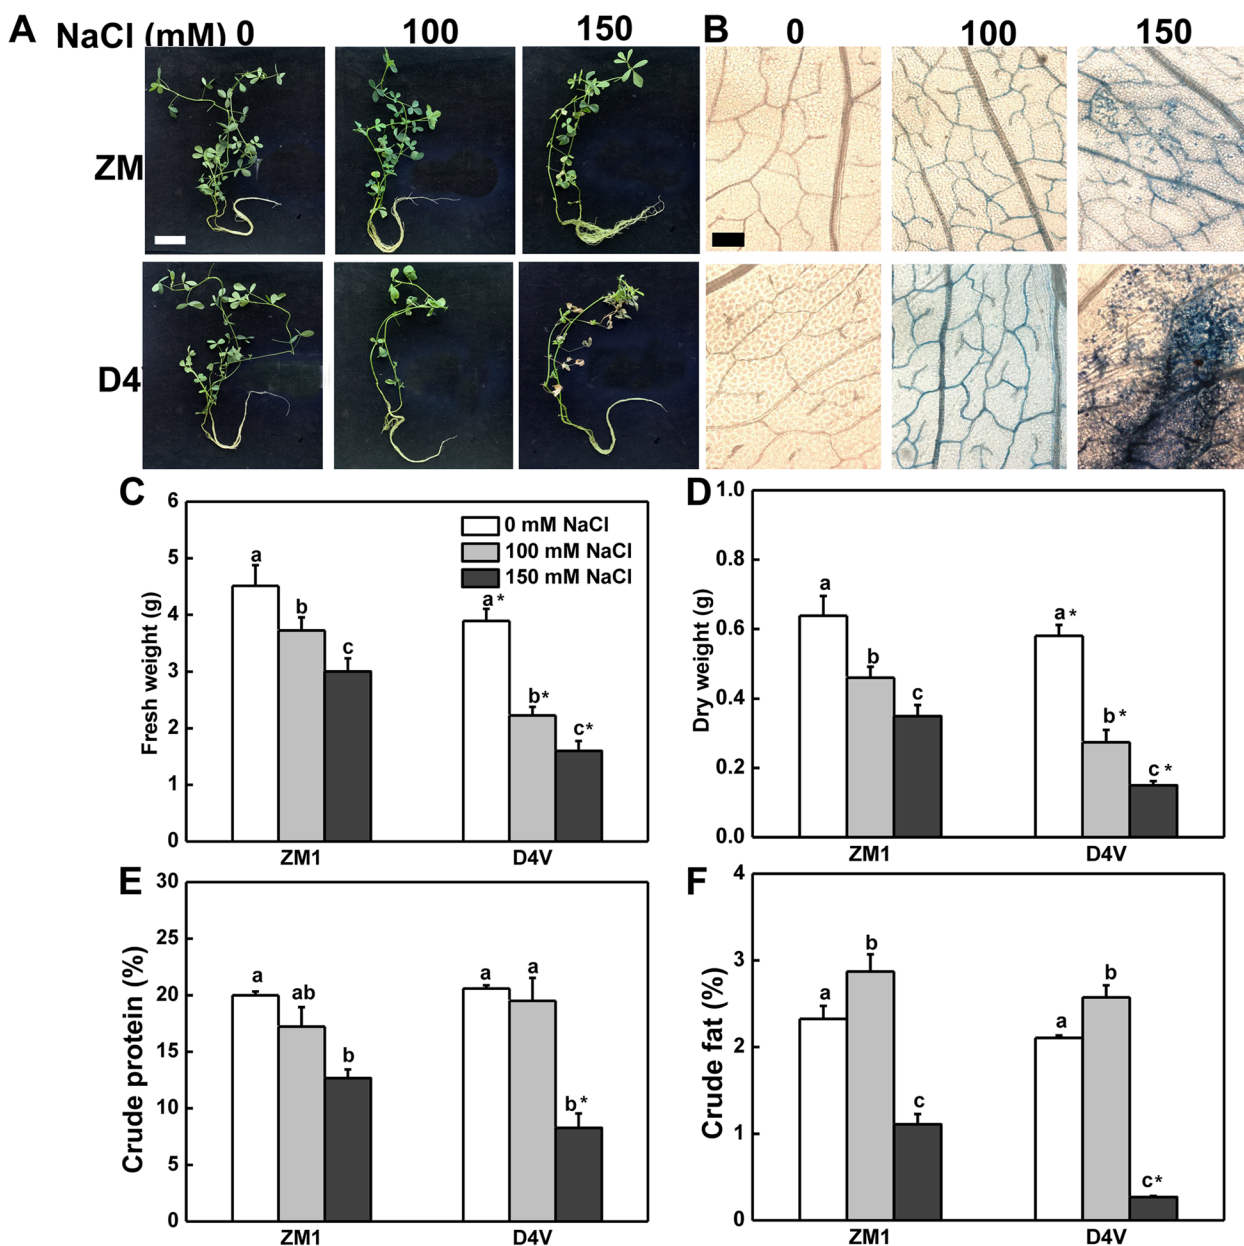 A NaCl (mM) 0 100 150 B 0 100 150
ZM
D4
C
Fresh weight (g)
6
5
4
3
2
1
0
a b c a* b* c*
0 mM NaCl
100 mM NaCl
150 mM NaCl
ZM1 D4V
D
Dry weight (g)
1.0
0.8
0.6
0.4
0.2
0.0
a b c a* b* c*
ZM1 D4V
E
Crude protein (%)
30
25
20
15
10
5
0
a ab b a a b*
ZM1 D4V
F
Crude fat (%)
4
3
2
1
0
a b c a b c*
ZM1 D4V